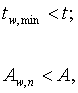 t_{w,min} < t;
A_{w,n} < A,